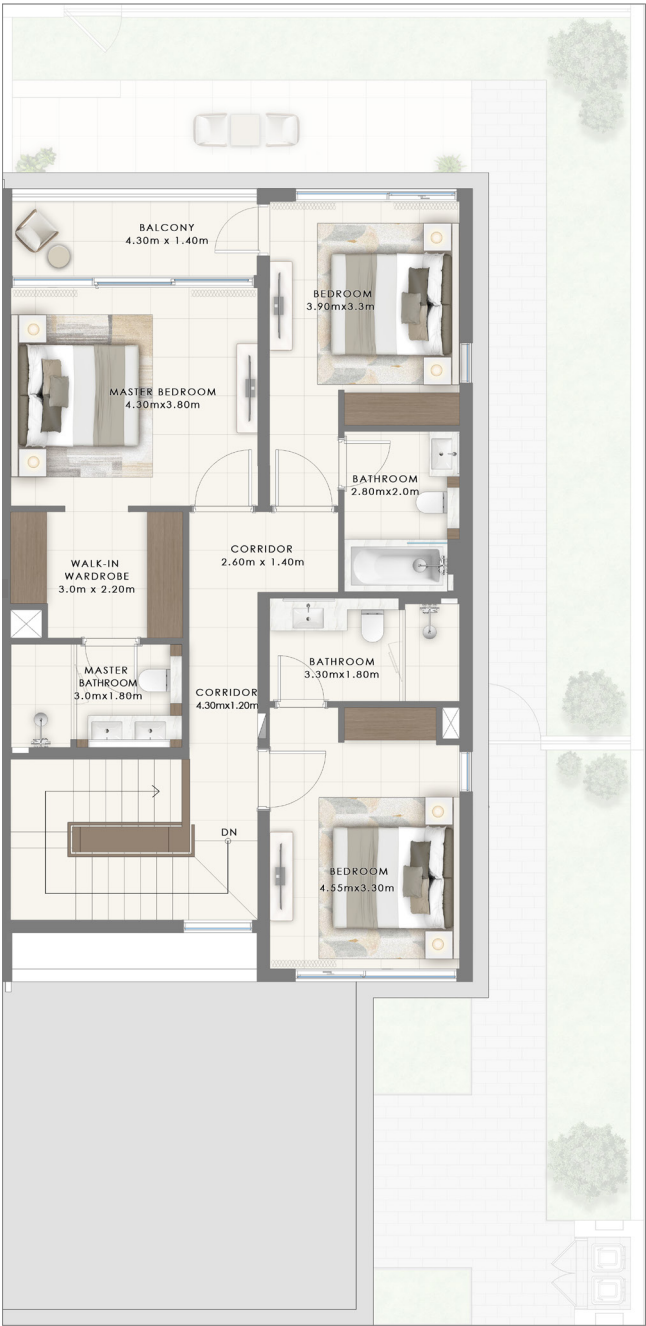 BALCONY
4.30m x 1.40m
BEDROOM
3.90mx3.3m
MASTER BEDROOM
4.30mx3.80m
BATHROOM
2.80mx2.0m
CORRIDOR
2.60m x 1.40m
WALK-IN
WARDROBE
3.0m x 2.20m
BATHROOM
3.30mx1.80m
MASTER
BATHROOM
3.0mx1.80m
CORRIDOR
4.30mx1.20m
DN
BEDROOM
4.55mx3.30m